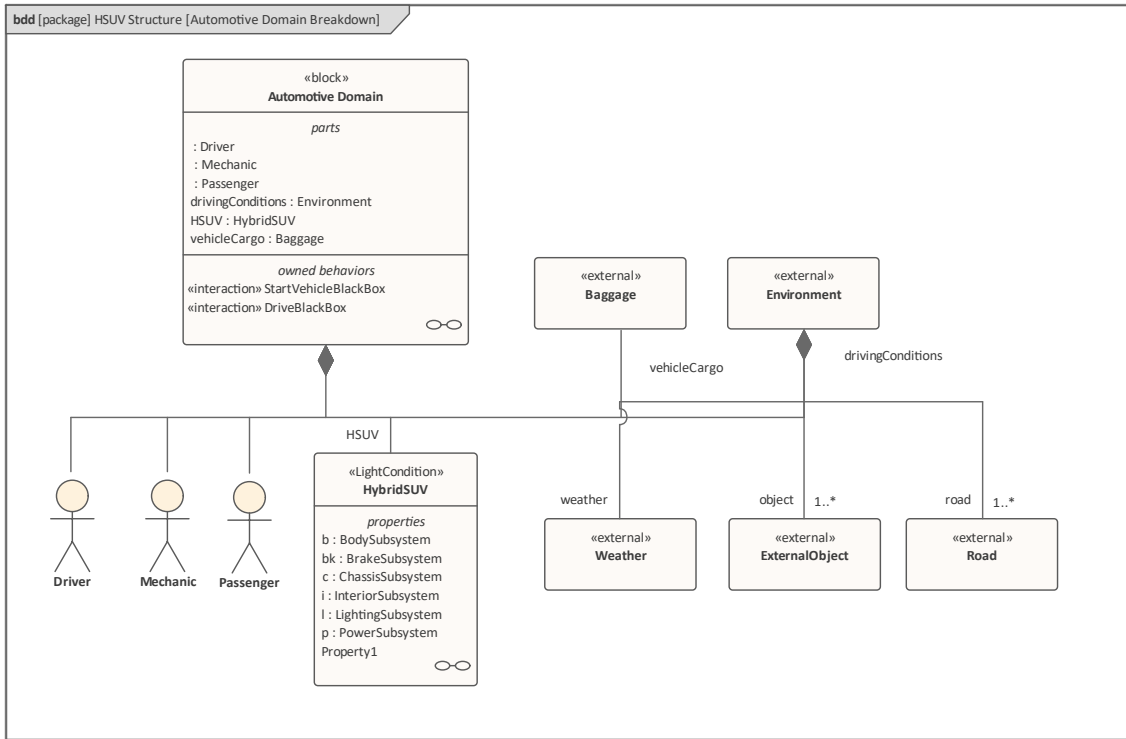 bdd [package] HSUV Structure [Automotive Domain Breakdown]
«block»
Automotive Domain
parts
: Driver
: Mechanic
: Passenger
drivingConditions : Environment
HSUV : HybridSUV
vehicleCargo : Baggage
owned behaviors
«interaction» StartVehicleBlackBox
«interaction» DriveBlackBox
«external»
Baggage
«external»
Environment
vehicleCargo
drivingConditions
HSUV
«LightCondition»
HybridSUV
properties
b : BodySubsystem
bk : BrakeSubsystem
c : ChassisSubsystem
i : InteriorSubsystem
l : LightingSubsystem
p : PowerSubsystem
Property1
Driver
Mechanic
Passenger
weather
«external»
Weather
object 1..*
«external»
ExternalObject
road 1..*
«external»
Road